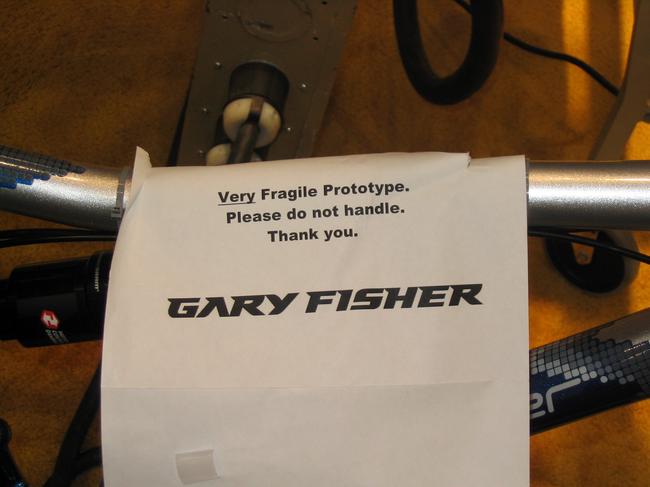 Very Fragile Prototype.
Please do not handle.
Thank you.
GARY FISHER